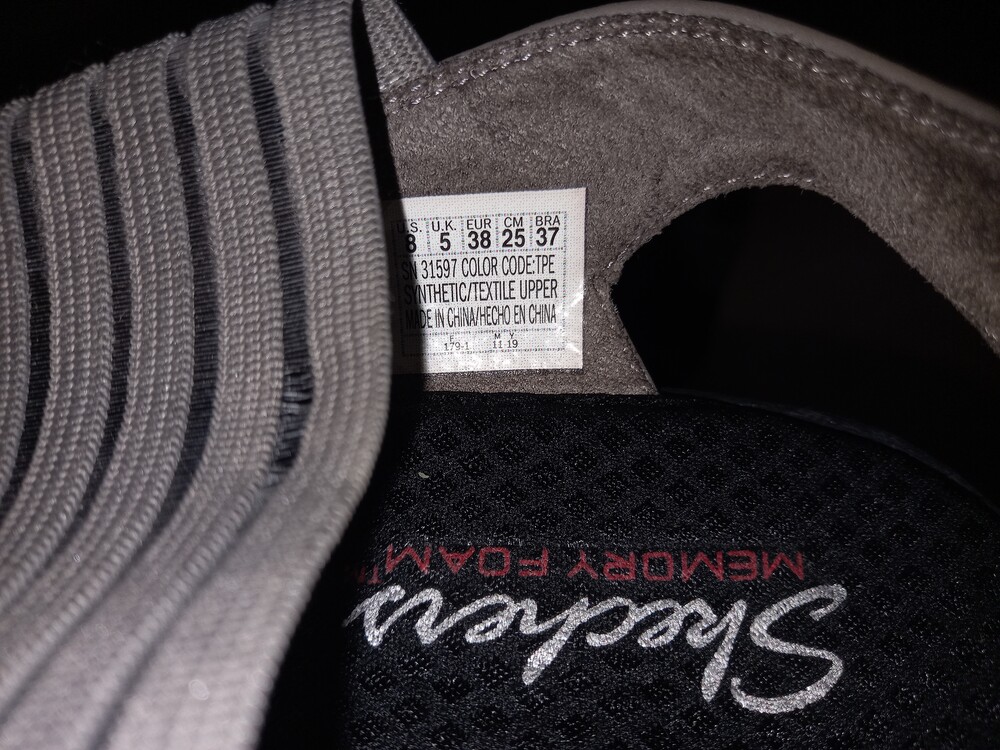 U.S. U.K. EUR CM BRA
8 5 38 25 37
SN 31597 COLOR CODE:TPE
SYNTHETIC/TEXTILE UPPER
MADE IN CHINA/HECHO EN CHINA
F M Y
179-1 11 19
MEMORY FOAM™
Skechers